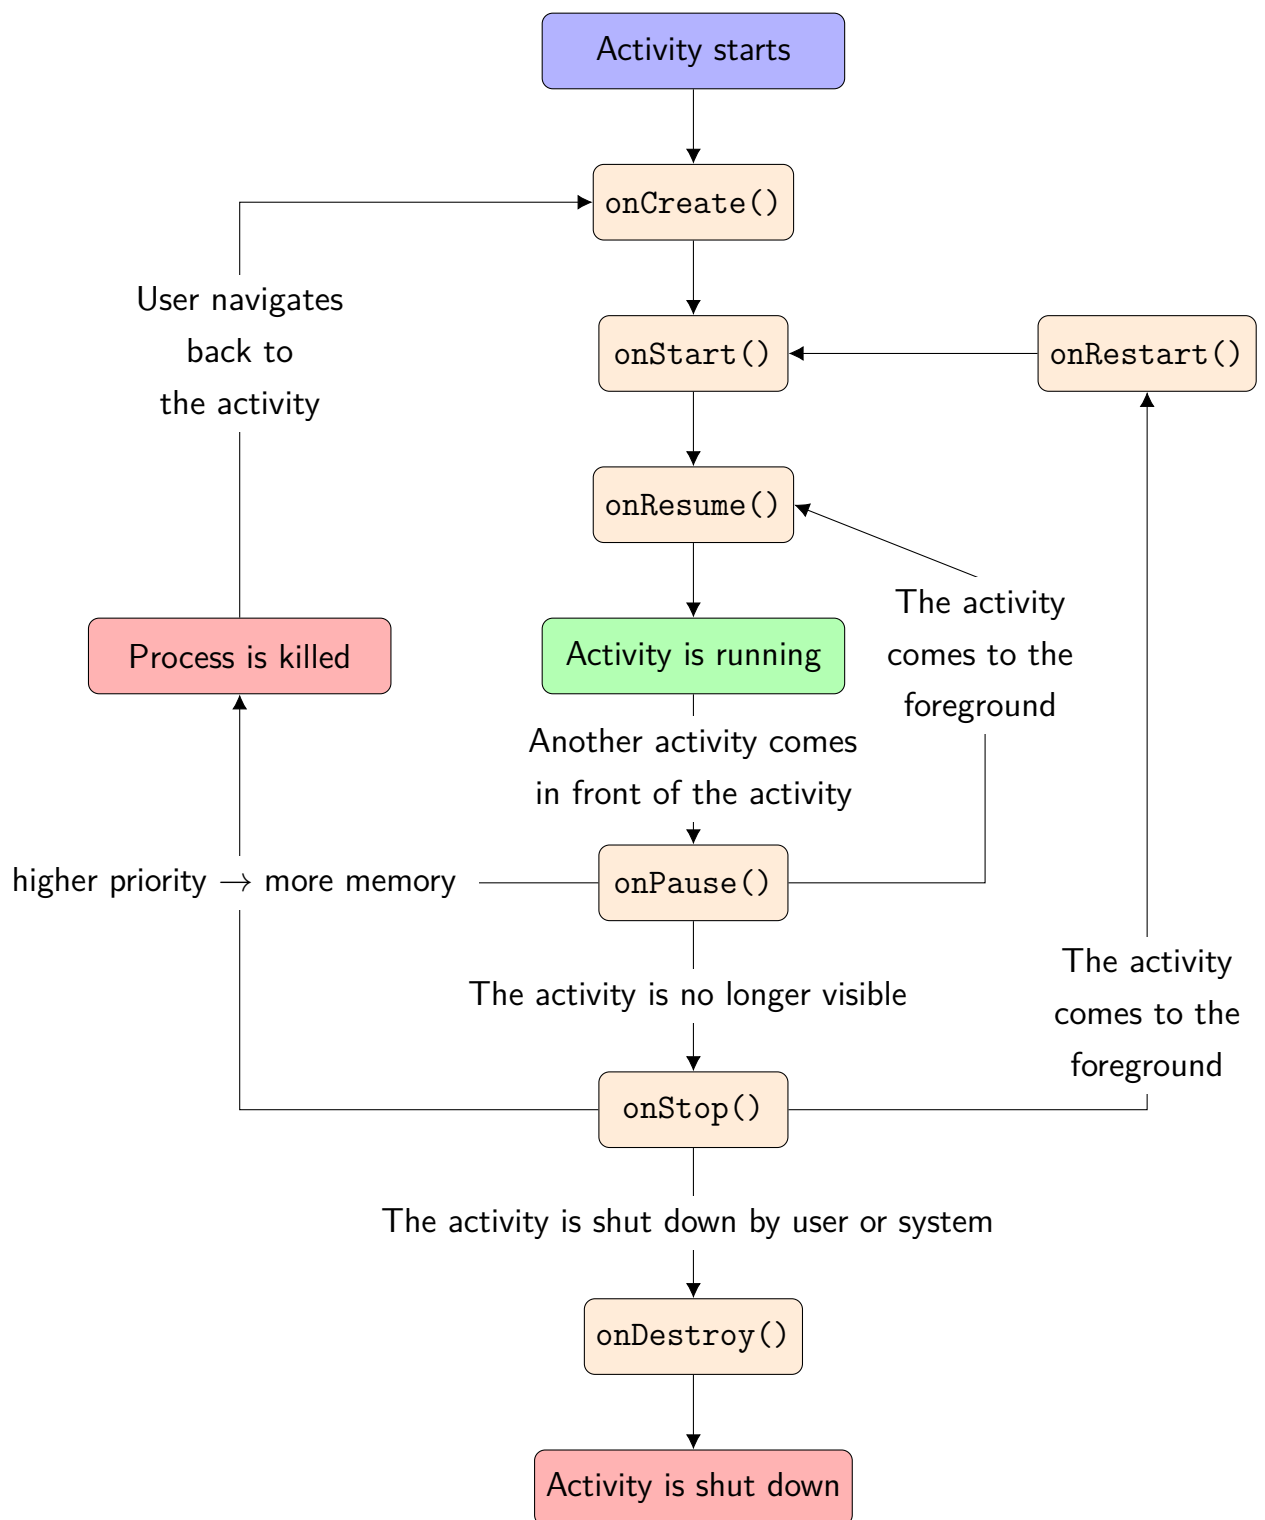 Activity starts
onCreate()
User navigates
back to
the activity
onStart()
onRestart()
onResume()
The activity
comes to the
foreground
Process is killed
Activity is running
Another activity comes
in front of the activity
higher priority → more memory
onPause()
The activity is no longer visible
The activity
comes to the
foreground
onStop()
The activity is shut down by user or system
onDestroy()
Activity is shut down